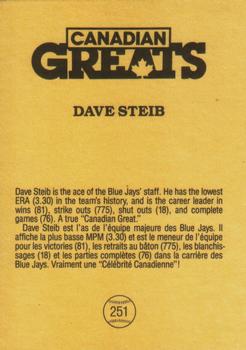 CANADIAN
GREATS
DAVE STEIB
Dave Steib is the ace of the Blue Jays' staff. He has the lowest
ERA (3.30) in the team's history, and is the career leader in
wins (81), strike outs (775), shut outs (18), and complete
games (76). A true "Canadian Great."
Dave Steib est l'as de l'équipe majeure des Blue Jays. Il
affiche la plus basse MPM (3.30) et est le meneur de l'équipe
pour les victories (81), les retraits au bâton (775), les blanchis-
sages (18) et les parties complètes (76) dans la carrière des
Blue Jays. Vraiment une "Célébrité Canadienne"!
251